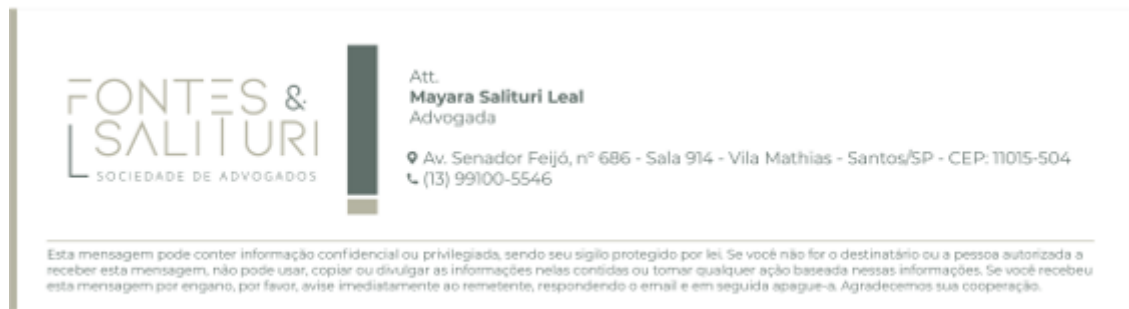 FONTES &
SALITURI
SOCIEDADE DE ADVOGADOS
Att.
Mayara Salituri Leal
Advogada
Av. Senador Feijó, nº 686 - Sala 914 - Vila Mathias - Santos/SP - CEP: 11015-504
(13) 99100-5546
Esta mensagem pode conter informação confidencial ou privilegiada, sendo seu sigilo protegido por lei. Se você não for o destinatário ou a pessoa autorizada a
receber esta mensagem, não pode usar, copiar ou divulgar as informações nelas contidas ou tomar qualquer ação baseada nessas informações. Se você recebeu
esta mensagem por engano, por favor, avise imediatamente ao remetente, respondendo o email e em seguida apague-a. Agradecemos sua cooperação.